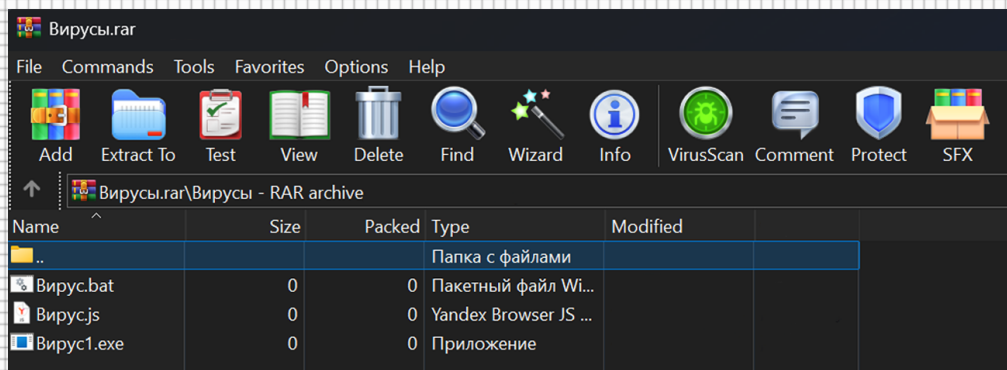 Вирусы.rar
File Commands Tools Favorites Options Help
Add Extract To Test View Delete Find Wizard Info VirusScan Comment Protect SFX
Вирусы.rar\Вирусы - RAR archive
Name Size Packed Type Modified
.. Папка с файлами
Вирус.bat 0 0 Пакетный файл Wi...
Вирус.js 0 0 Yandex Browser JS ...
Вирус1.exe 0 0 Приложение